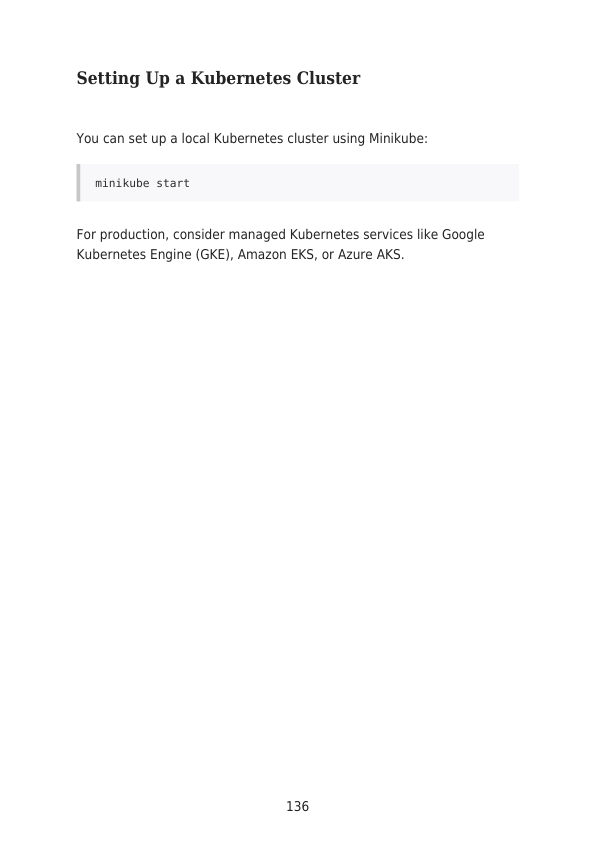 Setting Up a Kubernetes Cluster
You can set up a local Kubernetes cluster using Minikube:
minikube start
For production, consider managed Kubernetes services like Google
Kubernetes Engine (GKE), Amazon EKS, or Azure AKS.
136